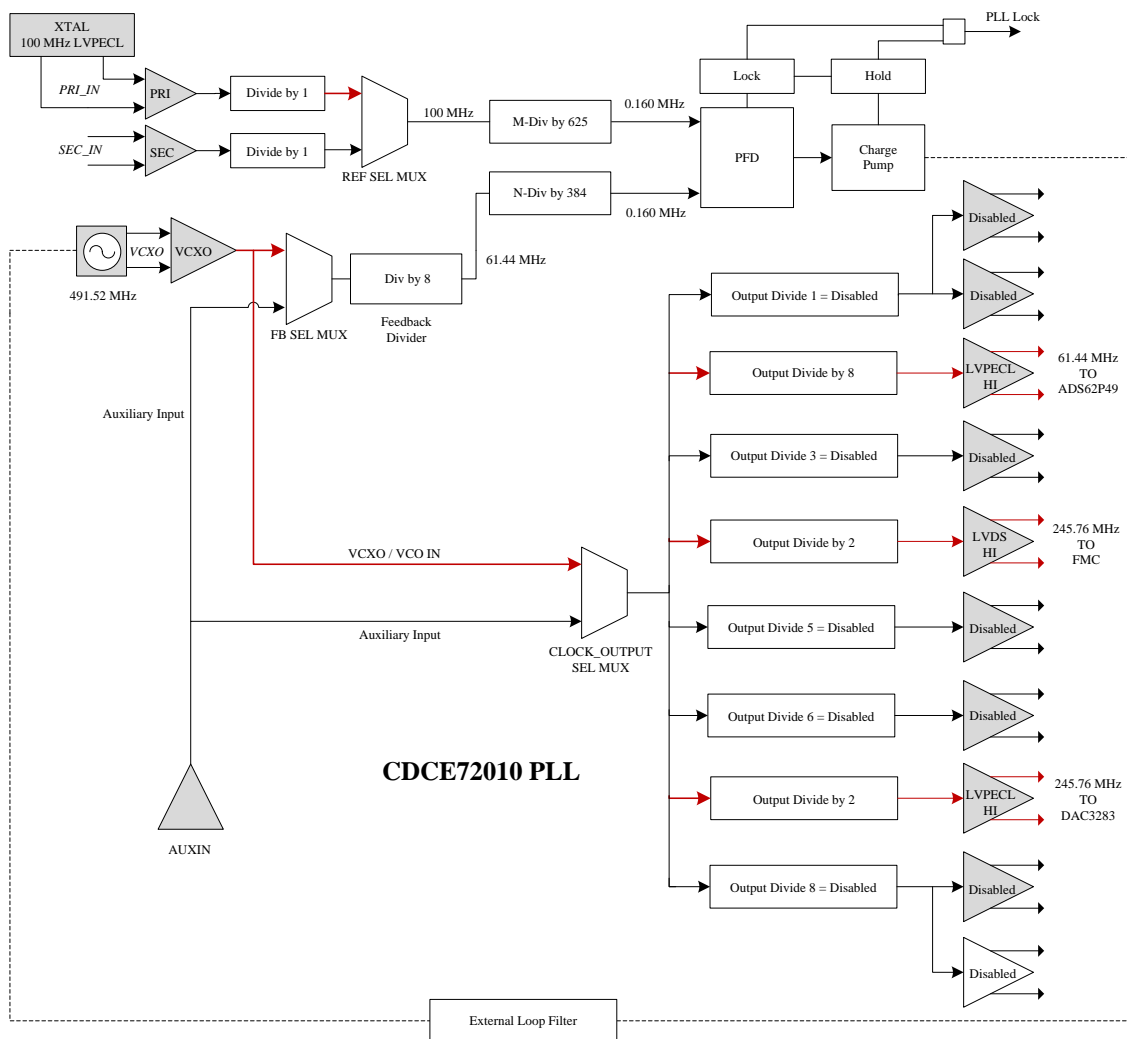 XTAL
100 MHz LVPECL
PLL Lock
PRI_IN
PRI
Divide by 1
Lock
Hold
SEC_IN
SEC
Divide by 1
REF SEL MUX
100 MHz
M-Div by 625
0.160 MHz
PFD
Charge
Pump
N-Div by 384
0.160 MHz
61.44 MHz
VCXO
VCXO
491.52 MHz
FB SEL MUX
Div by 8
Feedback
Divider
Auxiliary Input
Output Divide 1 = Disabled
Disabled
Disabled
Output Divide by 8
LVPECL
HI
61.44 MHz
TO
ADS62P49
Output Divide 3 = Disabled
Disabled
VCXO / VCO IN
Output Divide by 2
LVDS
HI
245.76 MHz
TO
FMC
Auxiliary Input
CLOCK_OUTPUT
SEL MUX
Output Divide 5 = Disabled
Disabled
Output Divide 6 = Disabled
Disabled
CDCE72010 PLL
Output Divide by 2
LVPECL
HI
245.76 MHz
TO
DAC3283
AUXIN
Output Divide 8 = Disabled
Disabled
Disabled
External Loop Filter